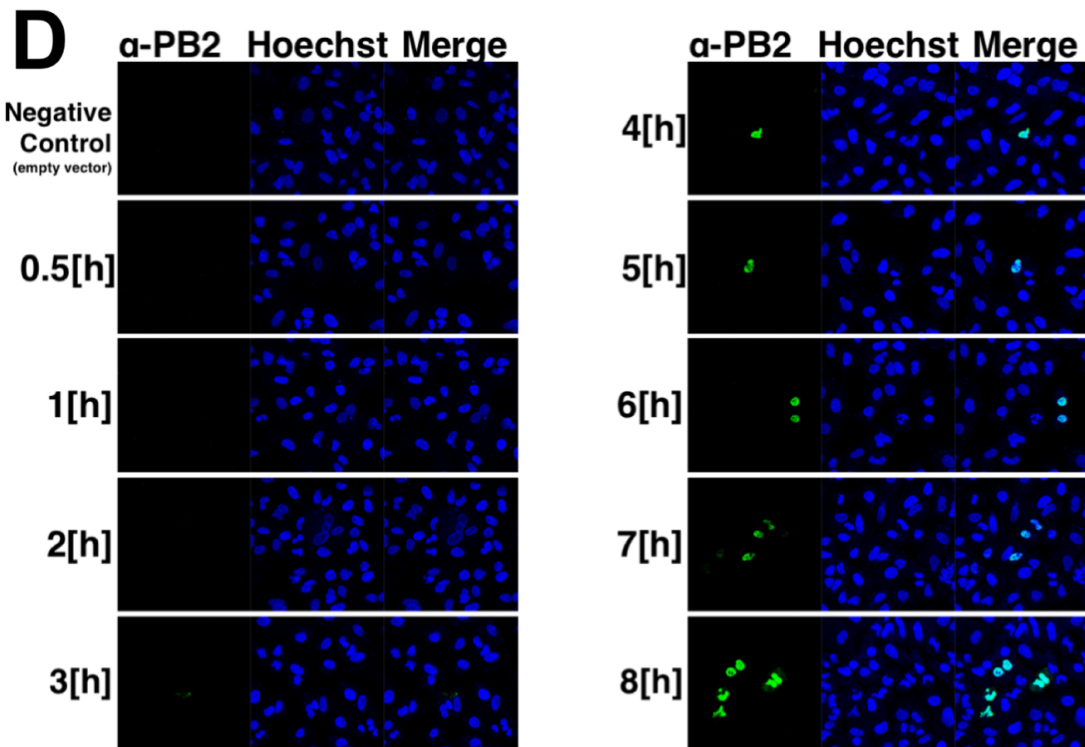 D
α-PB2 Hoechst Merge
Negative
Control
(empty vector)
0.5[h]
1[h]
2[h]
3[h]
α-PB2 Hoechst Merge
4[h]
5[h]
6[h]
7[h]
8[h]